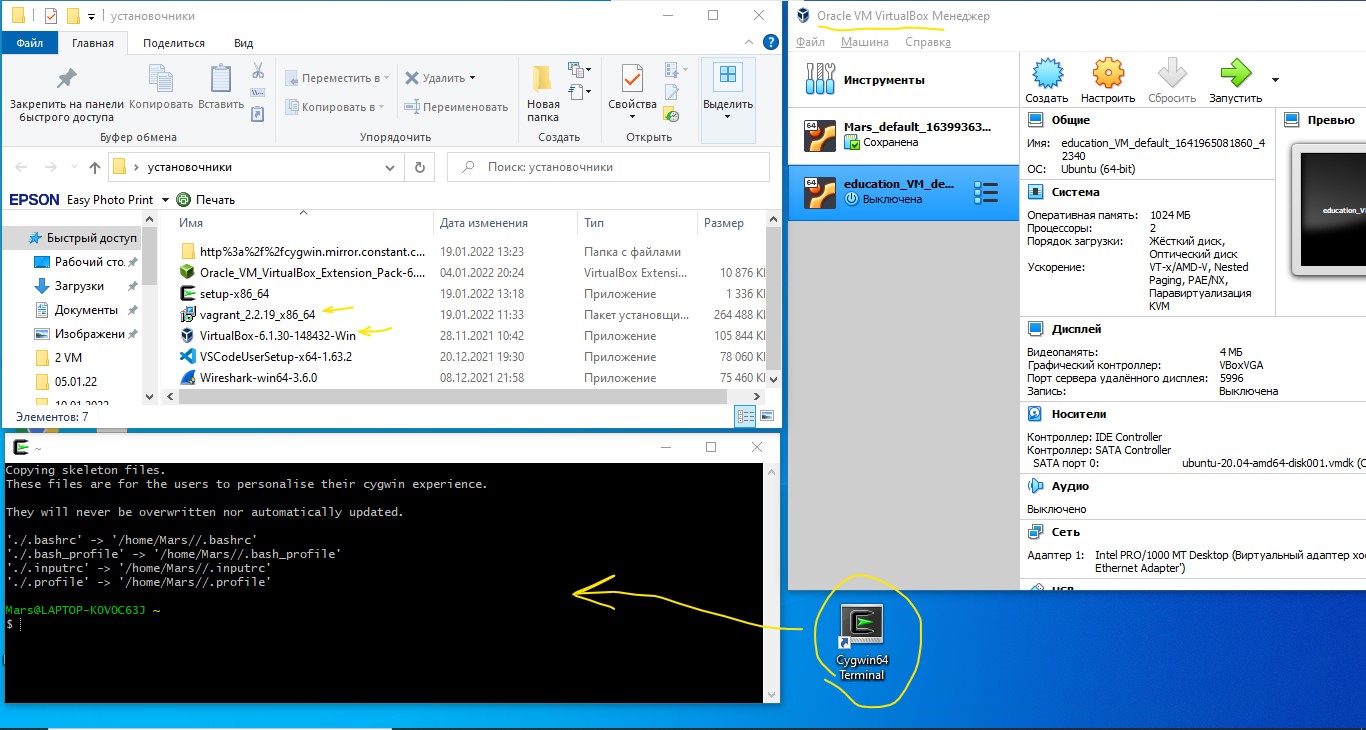 установочники
Файл Главная Поделиться Вид
Закрепить на панели быстрого доступа
Копировать
Вставить
Буфер обмена
Переместить в
Копировать в
Удалить
Переименовать
Упорядочить
Новая папка
Создать
Свойства
Открыть
Выделить
установочники
Поиск: установочники
EPSON Easy Photo Print Печать
Быстрый доступ
Рабочий сто.
Загрузки
Документы
Изображени
2 VM
05.01.22
10.01.2022
Имя Дата изменения Тип Размер
http%3a%2f%2fcygwin.mirror.constant.c... 19.01.2022 13:23 Папка с файлами
Oracle_VM_VirtualBox_Extension_Pack-6.... 04.01.2022 20:24 VirtualBox Extensi... 10 876 КБ
setup-x86_64 19.01.2022 13:18 Приложение 1 336 КБ
vagrant_2.2.19_x86_64 19.01.2022 11:33 Пакет установщи... 264 488 КБ
VirtualBox-6.1.30-148432-Win 28.11.2021 10:42 Приложение 105 844 КБ
VSCodeUserSetup-x64-1.63.2 20.12.2021 19:30 Приложение 78 060 КБ
Wireshark-win64-3.6.0 08.12.2021 21:58 Приложение 75 460 КБ
Элементов: 7
~
Copying skeleton files.
These files are for the users to personalise their cygwin experience.
They will never be overwritten nor automatically updated.
'./.bashrc' -> '/home/Mars//.bashrc'
'./.bash_profile' -> '/home/Mars//.bash_profile'
'./.inputrc' -> '/home/Mars//.inputrc'
'./.profile' -> '/home/Mars//.profile'
Mars@LAPTOP-KOVOC63J ~
$
Oracle VM VirtualBox Менеджер
Файл Машина Справка
Инструменты
64
Mars_default_16399363...
Сохранена
64
education_VM_de...
Выключена
Создать Настроить Сбросить Запустить
Общие
Имя: education_VM_default_1641965081860_4
2340
ОС: Ubuntu (64-bit)
Система
Оперативная память: 1024 МБ
Процессоры: 2
Порядок загрузки: Жёсткий диск,
Оптический диск
Ускорение: VT-x/AMD-V, Nested
Paging, PAE/NX,
Паравиртуализация
KVM
Превью
education_V
Дисплей
Видеопамять: 4 МБ
Графический контроллер: VBoxVGA
Порт сервера удалённого дисплея: 5996
Запись: Выключена
Носители
Контроллер: IDE Controller
Контроллер: SATA Controller
SATA порт 0: ubuntu-20.04-amd64-disk001.vmdk (О
Аудио
Выключено
Сеть
Адаптер 1: Intel PRO/1000 MT Desktop (Виртуальный адаптер хос
Ethernet Adapter')
USB
Cygwin64
Terminal